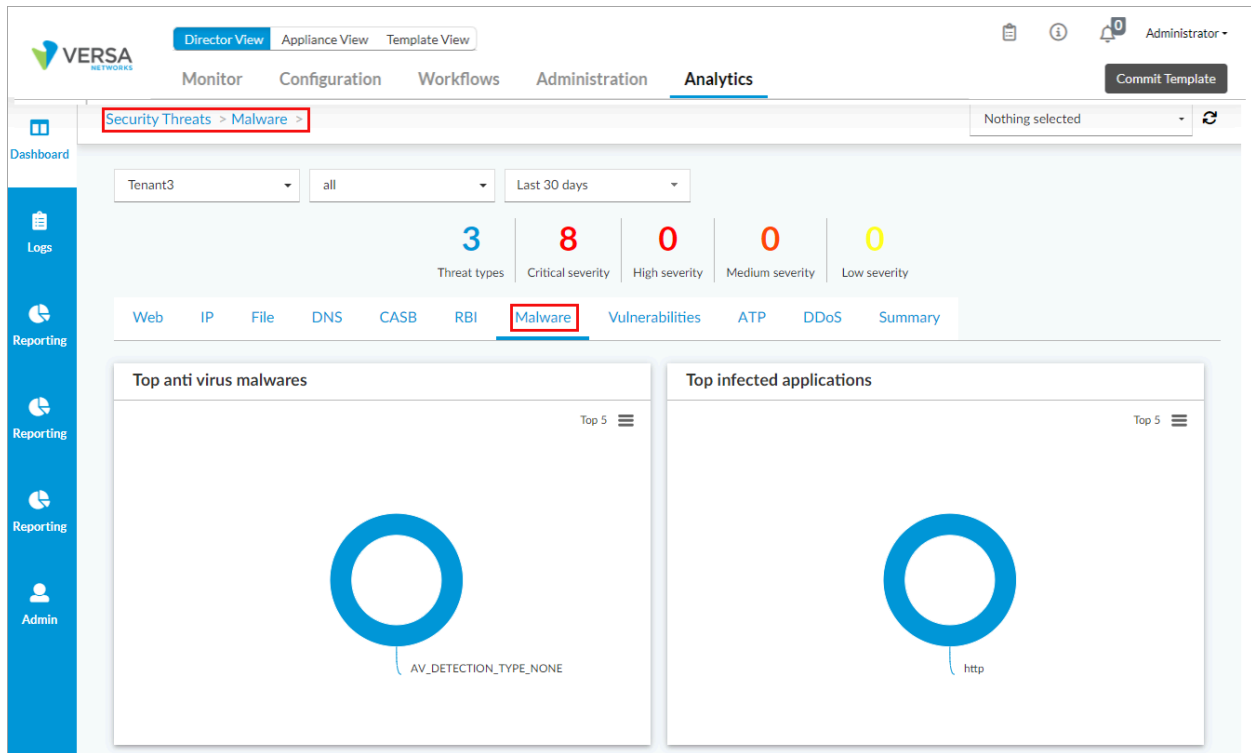 VERSA
NETWORKS
Director View Appliance View Template View
0
Administrator
Monitor Configuration Workflows Administration Analytics
Commit Template
Security Threats > Malware >
Nothing selected
Dashboard
Tenant3 all Last 30 days
Logs
3 8 0 0 0
Threat types Critical severity High severity Medium severity Low severity
Web IP File DNS CASB RBI Malware Vulnerabilities ATP DDoS Summary
Reporting
Top anti virus malwares Top infected applications
Top 5 Top 5
Reporting
Reporting
Admin
AV_DETECTION_TYPE_NONE http